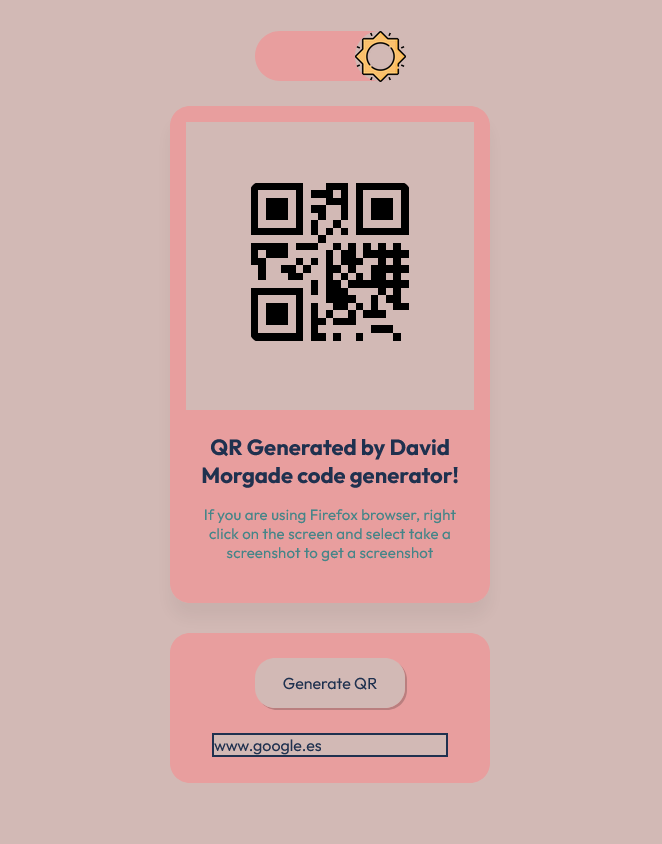 QR Generated by David
Morgade code generator!
If you are using Firefox browser, right
click on the screen and select take a
screenshot to get a screenshot
Generate QR
www.google.es